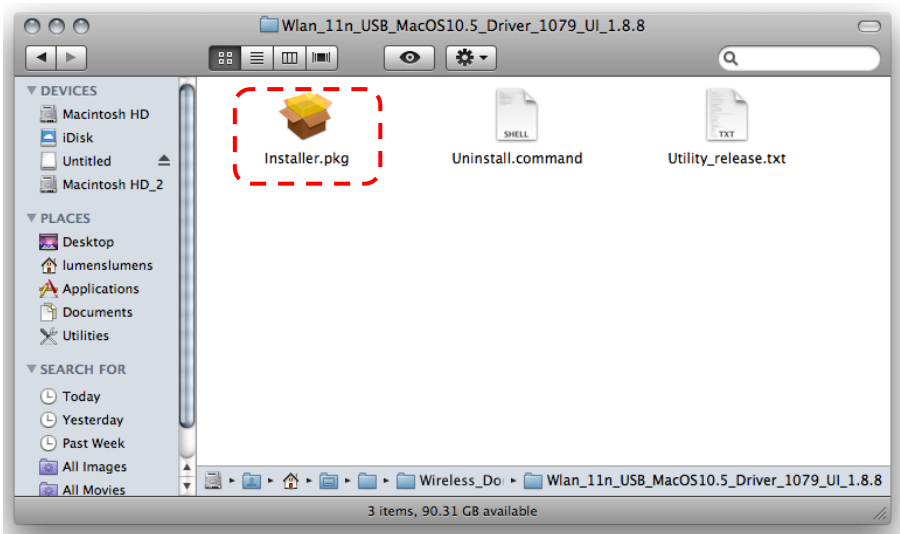 Wlan_11n_USB_MacOS10.5_Driver_1079_UI_1.8.8
DEVICES
Macintosh HD
iDisk
Untitled
Macintosh HD_2
PLACES
Desktop
lumenslumens
Applications
Documents
Utilities
SEARCH FOR
Today
Yesterday
Past Week
All Images
All Movies
Installer.pkg
SHELL
Uninstall.command
TXT
Utility_release.txt
Wireless_Do Wlan_11n_USB_MacOS10.5_Driver_1079_UI_1.8.8
3 items, 90.31 GB available